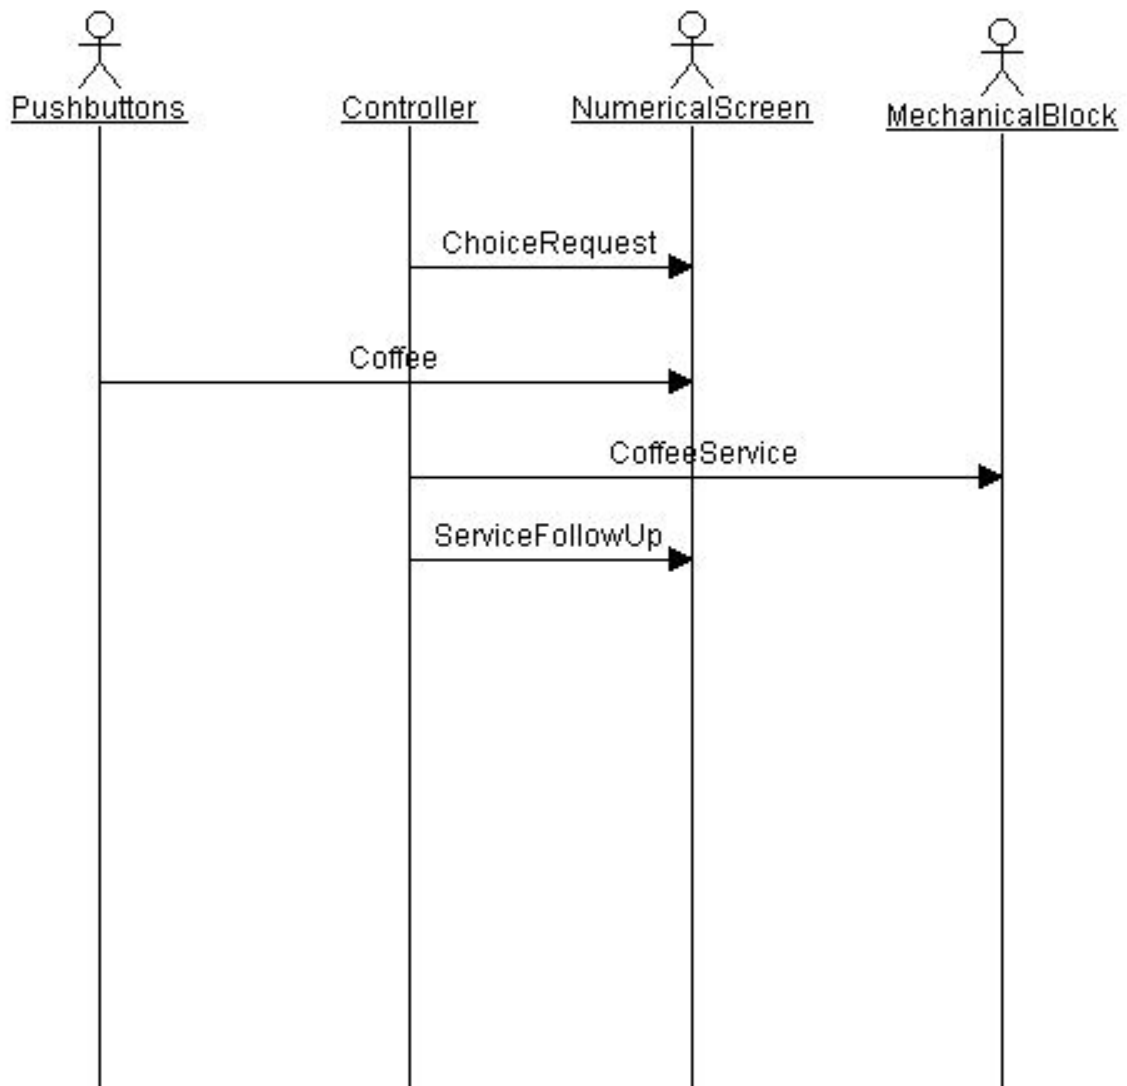 Pushbuttons
Controller
NumericalScreen
MechanicalBlock
ChoiceRequest
Coffee
CoffeeService
ServiceFollowUp